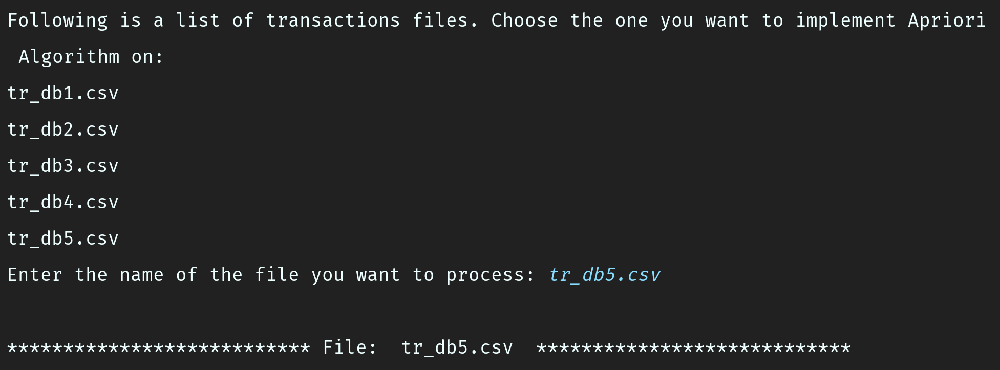 Following is a list of transactions files. Choose the one you want to implement Apriori
 Algorithm on:
tr_db1.csv
tr_db2.csv
tr_db3.csv
tr_db4.csv
tr_db5.csv
Enter the name of the file you want to process: tr_db5.csv
*************************** File:  tr_db5.csv  ****************************